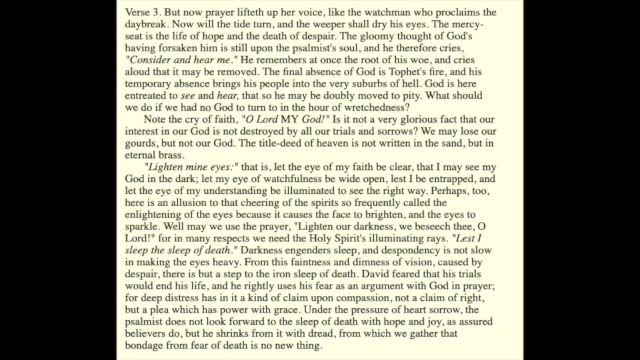 Verse 3. But now prayer lifteth up her voice, like the watchman who proclaims the
daybreak. Now will the tide turn, and the weeper shall dry his eyes. The mercy-
seat is the life of hope and the death of despair. The gloomy thought of God's
having forsaken him is still upon the psalmist's soul, and he therefore cries,
"Consider and hear me." He remembers at once the root of his woe, and cries
aloud that it may be removed. The final absence of God is Tophet's fire, and his
temporary absence brings his people into the very suburbs of hell. God is here
entreated to see and hear, that so he may be doubly moved to pity. What should
we do if we had no God to turn to in the hour of wretchedness?
Note the cry of faith, "O Lord MY God!" Is it not a very glorious fact that our
interest in our God is not destroyed by all our trials and sorrows? We may lose our
gourds, but not our God. The title-deed of heaven is not written in the sand, but in
eternal brass.
"Lighten mine eyes:" that is, let the eye of my faith be clear, that I may see my
God in the dark; let my eye of watchfulness be wide open, lest I be entrapped, and
let the eye of my understanding be illuminated to see the right way. Perhaps, too,
here is an allusion to that cheering of the spirits so frequently called the
enlightening of the eyes because it causes the face to brighten, and the eyes to
sparkle. Well may we use the prayer, "Lighten our darkness, we beseech thee, O
Lord!" for in many respects we need the Holy Spirit's illuminating rays. "Lest I
sleep the sleep of death." Darkness engenders sleep, and despondency is not slow
in making the eyes heavy. From this faintness and dimness of vision, caused by
despair, there is but a step to the iron sleep of death. David feared that his trials
would end his life, and he rightly uses his fear as an argument with God in prayer;
for deep distress has in it a kind of claim upon compassion, not a claim of right,
but a plea which has power with grace. Under the pressure of heart sorrow, the
psalmist does not look forward to the sleep of death with hope and joy, as assured
believers do, but he shrinks from it with dread, from which we gather that
bondage from fear of death is no new thing.